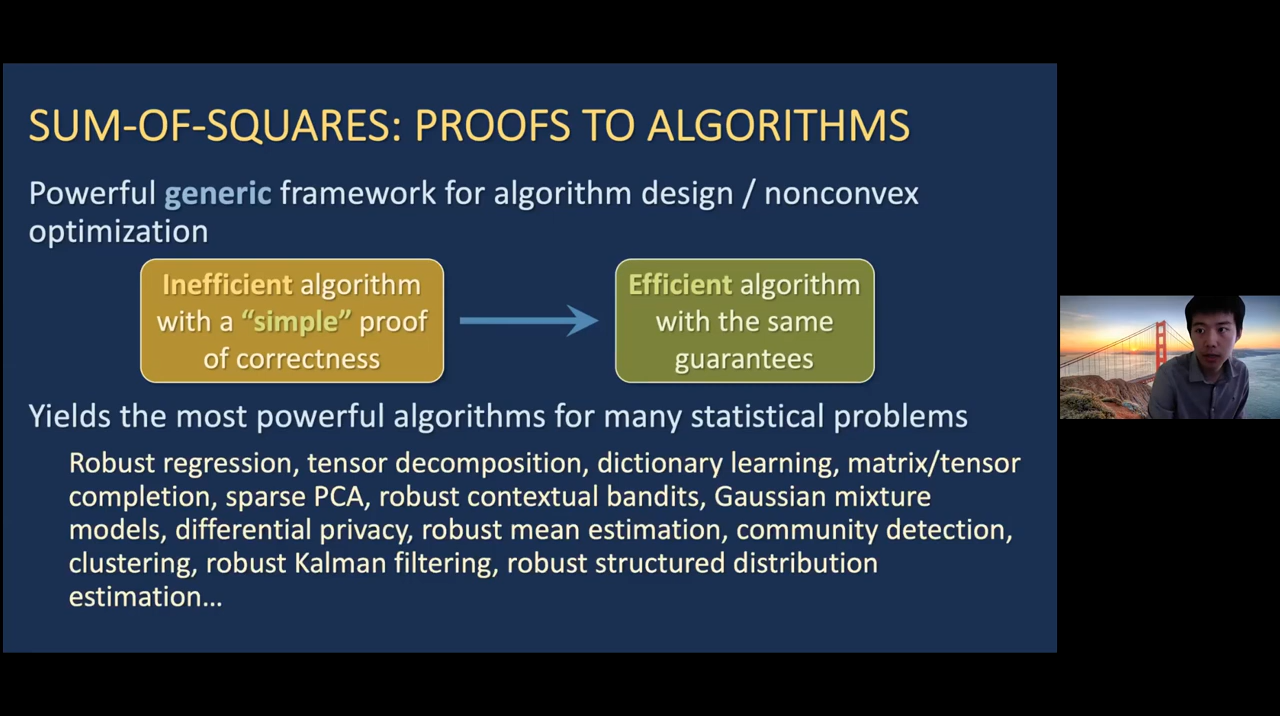 SUM-OF-SQUARES: PROOFS TO ALGORITHMS
Powerful generic framework for algorithm design / nonconvex
optimization
Inefficient algorithm
with a “simple” proof
of correctness
Efficient algorithm
with the same
guarantees
Yields the most powerful algorithms for many statistical problems
Robust regression, tensor decomposition, dictionary learning, matrix/tensor
completion, sparse PCA, robust contextual bandits, Gaussian mixture
models, differential privacy, robust mean estimation, community detection,
clustering, robust Kalman filtering, robust structured distribution
estimation…